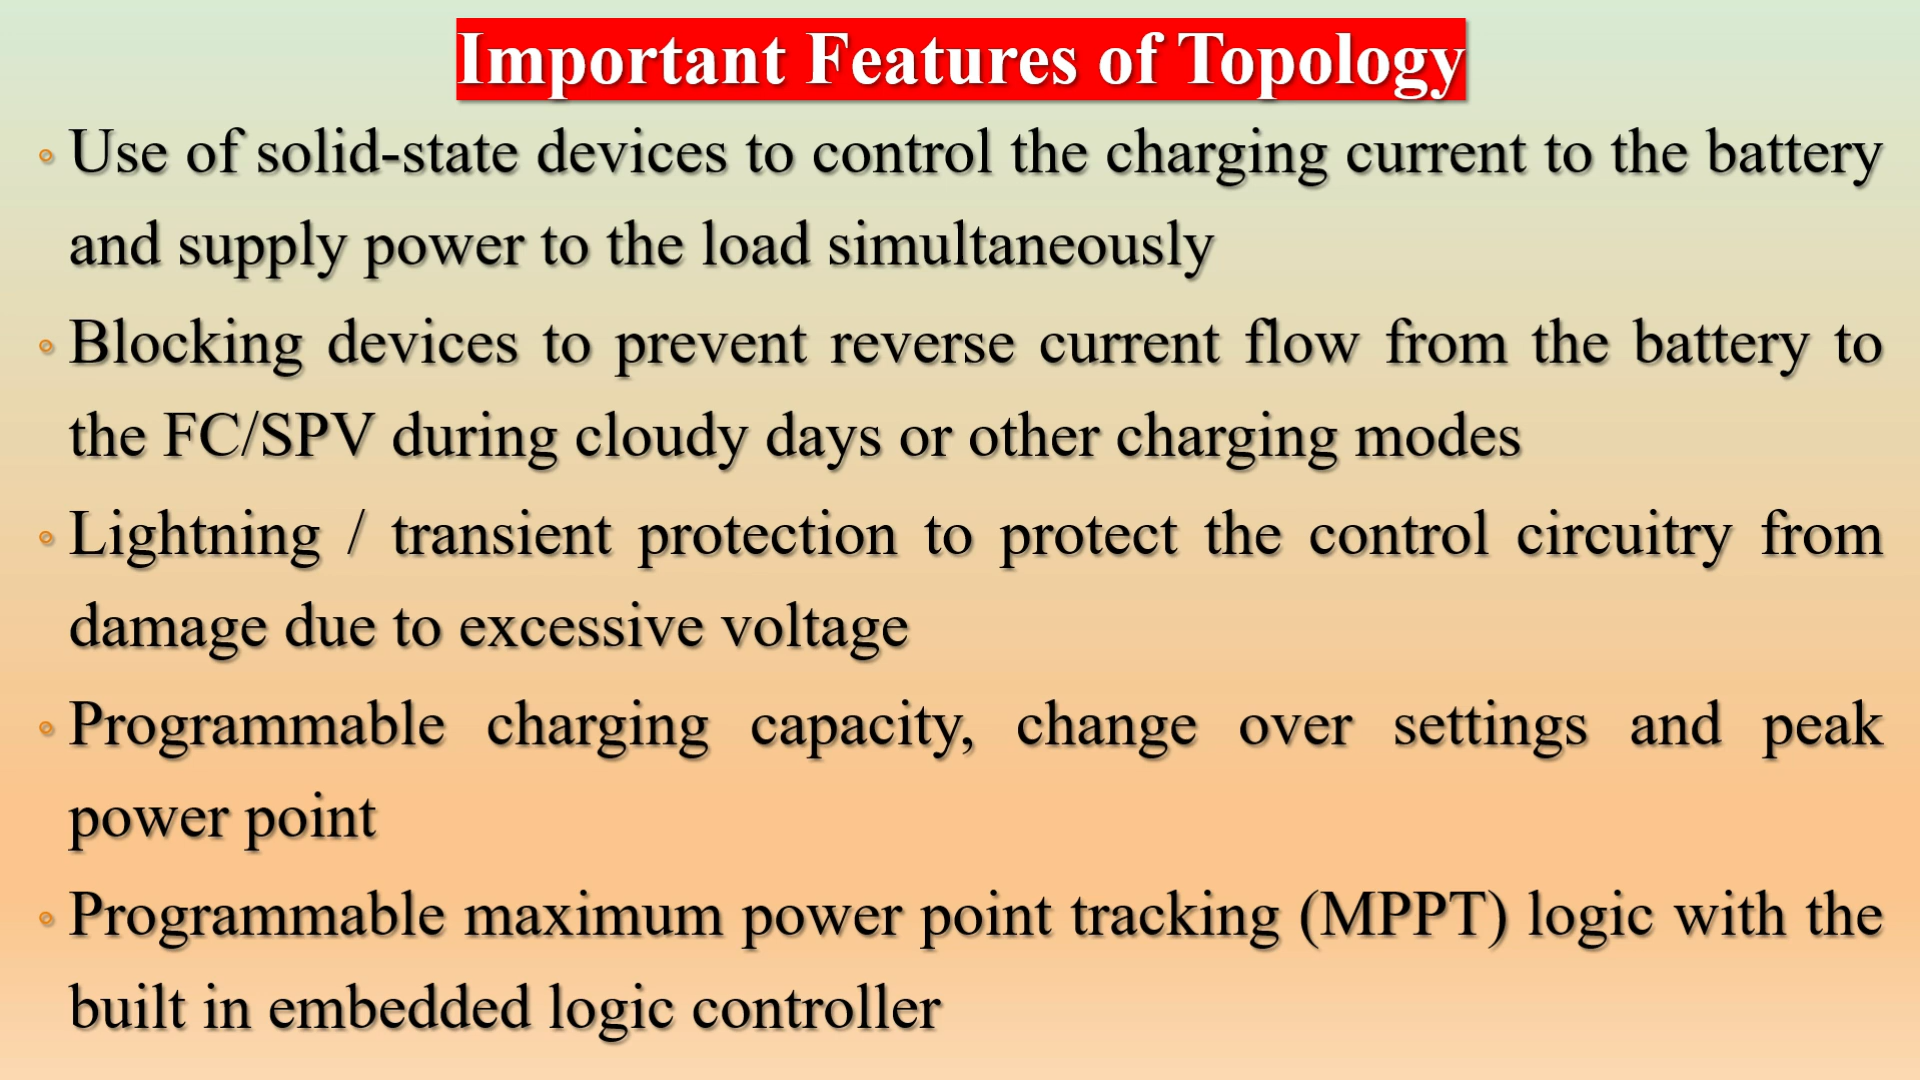 Important Features of Topology
◦ Use of solid-state devices to control the charging current to the battery
and supply power to the load simultaneously
◦ Blocking devices to prevent reverse current flow from the battery to
the FC/SPV during cloudy days or other charging modes
◦ Lightning / transient protection to protect the control circuitry from
damage due to excessive voltage
◦ Programmable charging capacity, change over settings and peak
power point
◦ Programmable maximum power point tracking (MPPT) logic with the
built in embedded logic controller